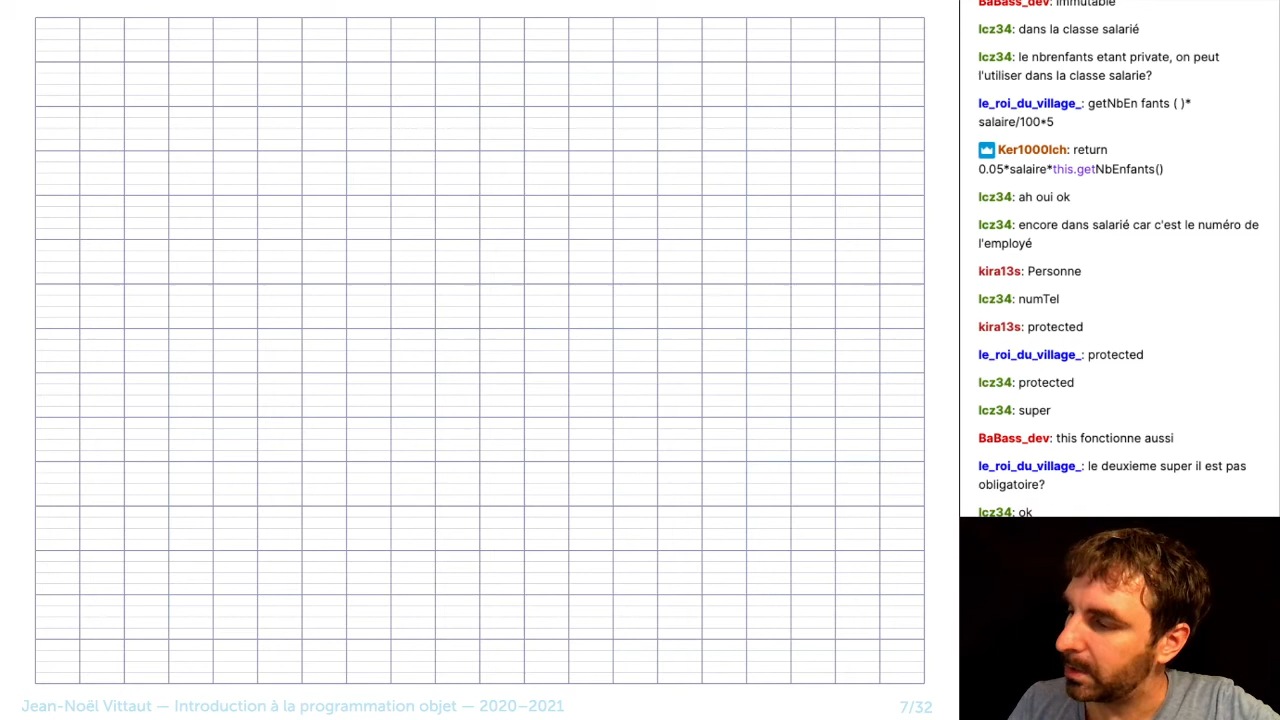 BaBass_dev: immutable
lcz34: dans la classe salarié
lcz34: le nbrenfants etant private, on peut
l'utiliser dans la classe salarie?
le_roi_du_village_: getNbEn fants ( )*
salaire/100*5
Ker1000lch: return
0.05*salaire*this.getNbEnfants()
lcz34: ah oui ok
lcz34: encore dans salarié car c'est le numéro de
l'employé
kira13s: Personne
lcz34: numTel
kira13s: protected
le_roi_du_village_: protected
lcz34: protected
lcz34: super
BaBass_dev: this fonctionne aussi
le_roi_du_village_: le deuxieme super il est pas
obligatoire?
lcz34: ok
Jean-Noël Vittaut — Introduction à la programmation objet — 2020–2021
7/32